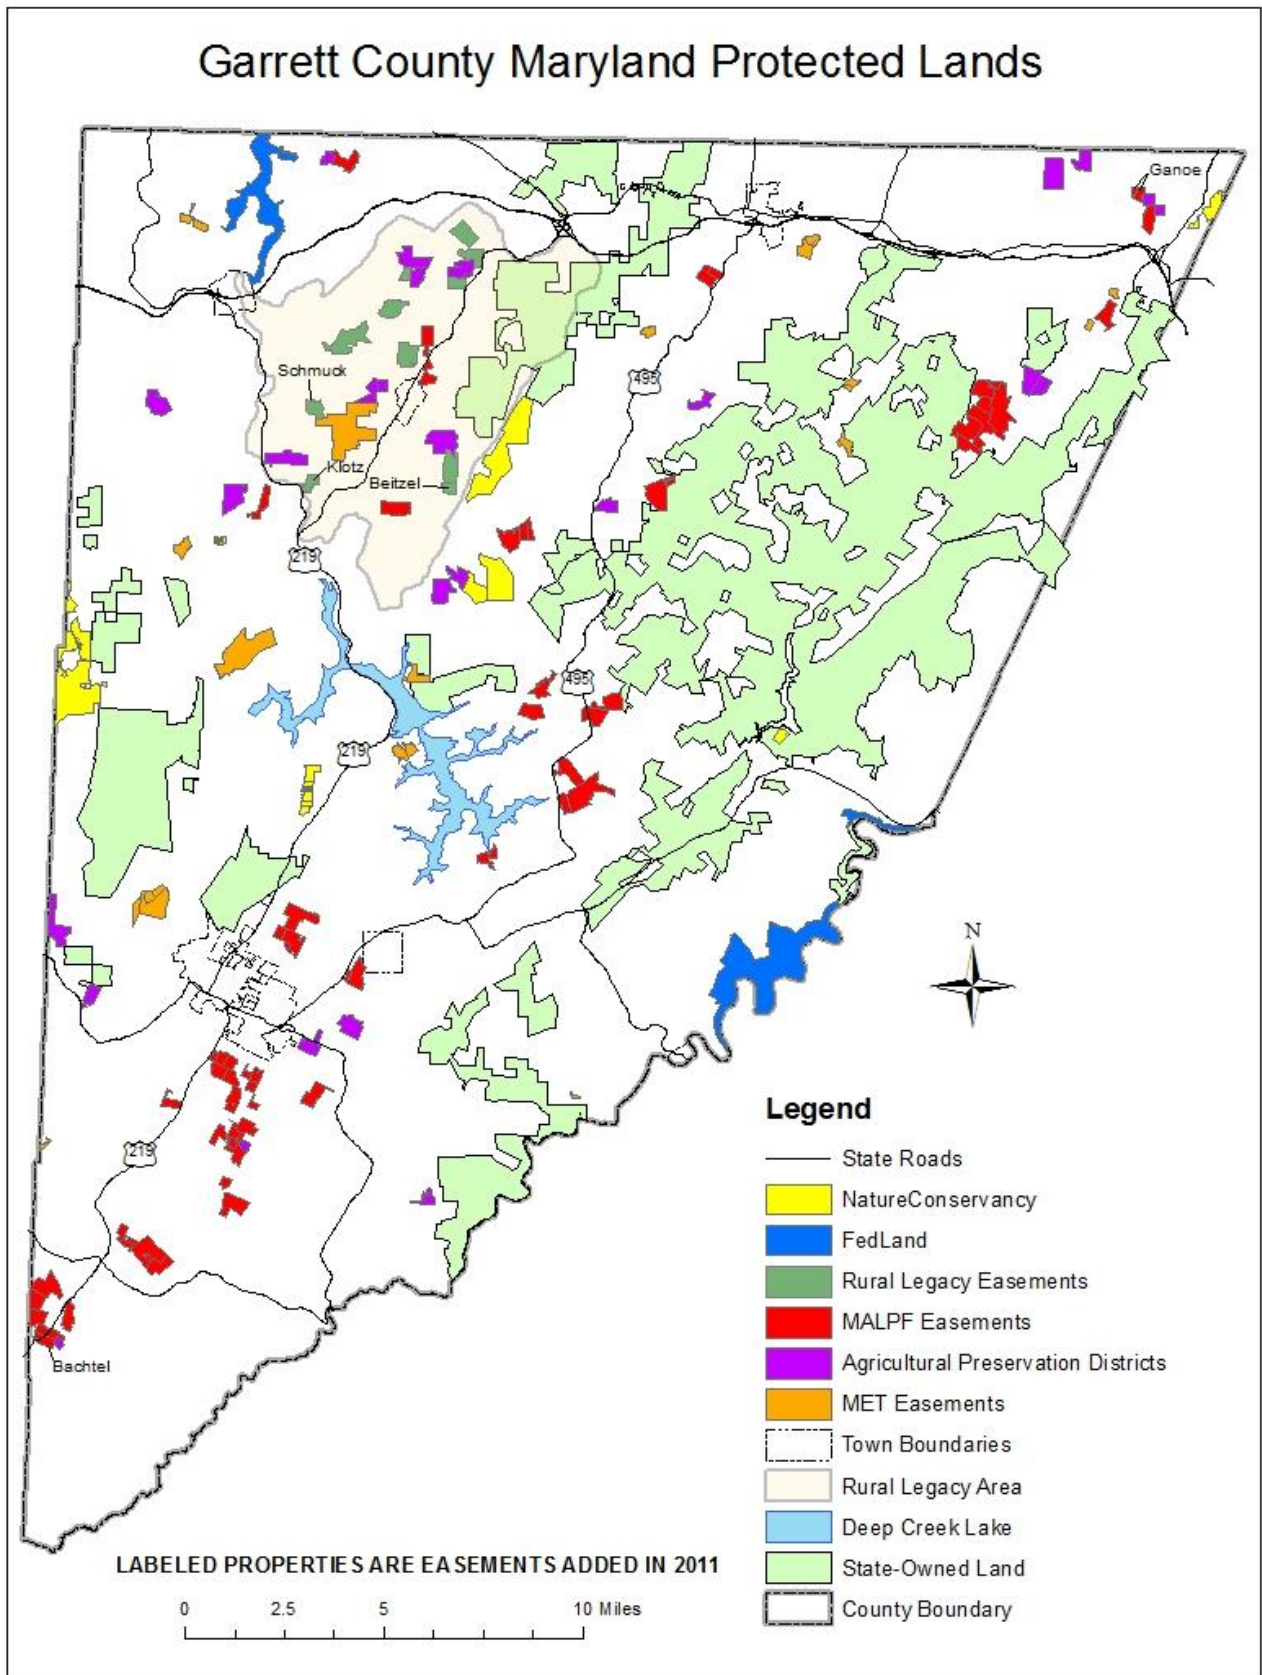 Garrett County Maryland Protected Lands
Ganoe
495
Schmuck
Klotz
Beitzel
219
495
219
N
219
Bachtel
Legend
State Roads
NatureConservancy
FedLand
Rural Legacy Easements
MALPF Easements
Agricultural Preservation Districts
MET Easements
Town Boundaries
Rural Legacy Area
Deep Creek Lake
State-Owned Land
County Boundary
LABELED PROPERTIES ARE EASEMENTS ADDED IN 2011
0 2.5 5 10 Miles